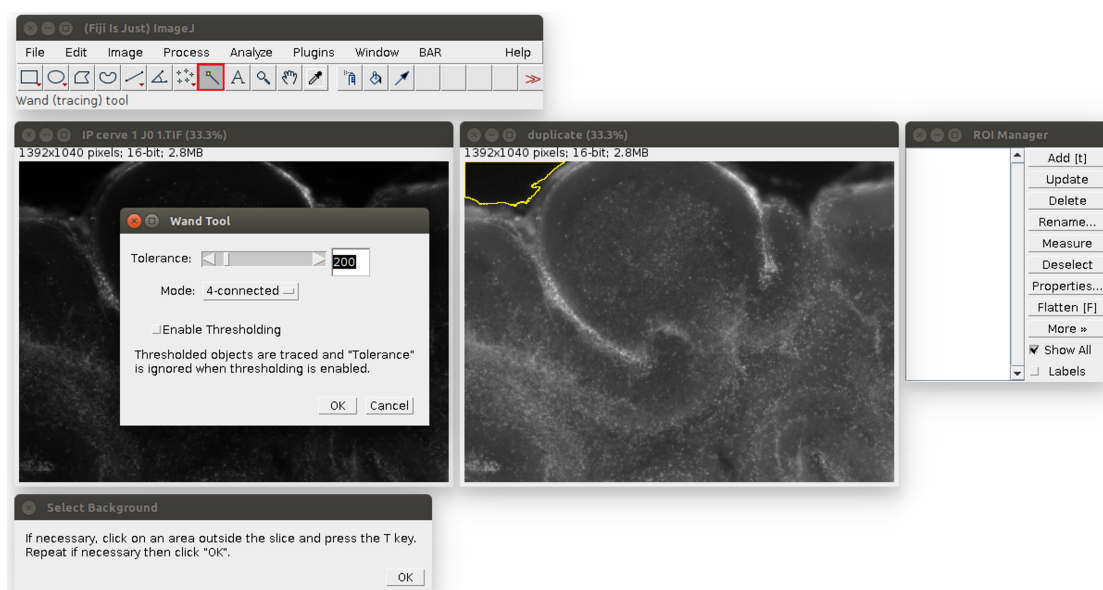 (Fiji Is Just) ImageJ
File Edit Image Process Analyze Plugins Window BAR Help
A
Wand (tracing) tool
IP cerve 1 J0 1.TIF (33.3%)
1392x1040 pixels; 16-bit; 2.8MB
Wand Tool
Tolerance: 200
Mode: 4-connected
Enable Thresholding
Thresholded objects are traced and "Tolerance"
is ignored when thresholding is enabled.
OK Cancel
duplicate (33.3%)
1392x1040 pixels; 16-bit; 2.8MB
ROI Manager
Add [t]
Update
Delete
Rename...
Measure
Deselect
Properties...
Flatten [F]
More »
Show All
Labels
Select Background
If necessary, click on an area outside the slice and press the T key.
Repeat if necessary then click "OK".
OK